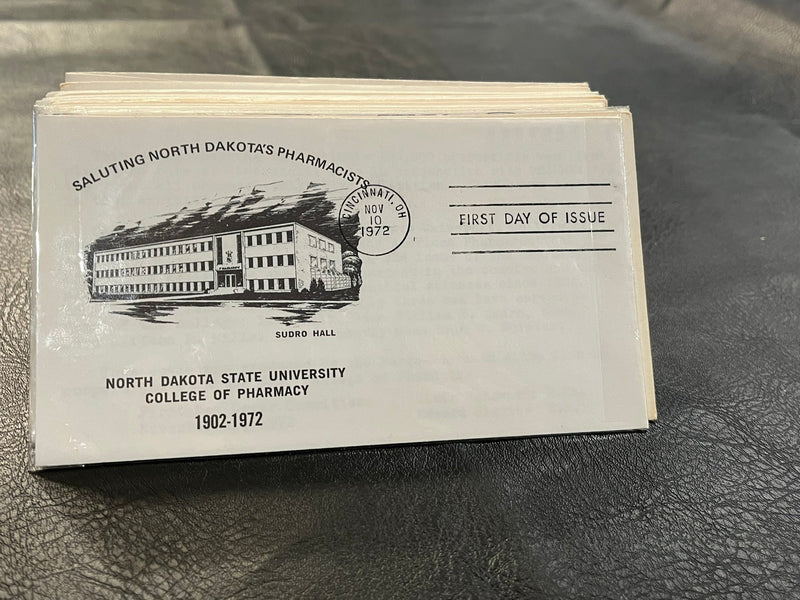 SALUTING NORTH DAKOTA'S PHARMACISTS
CINCINNATI, OH
NOV
10
1972
FIRST DAY OF ISSUE
SUDRO HALL
NORTH DAKOTA STATE UNIVERSITY
COLLEGE OF PHARMACY
1902-1972